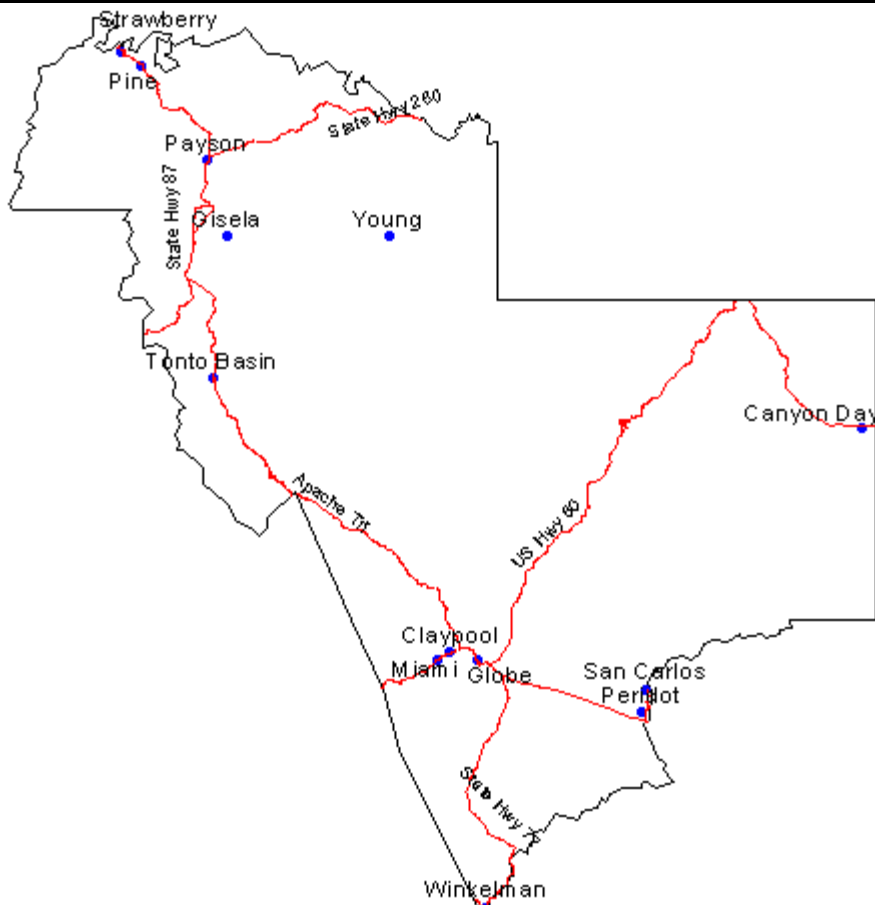 Strawberry
Pine
State Hwy 260
Payson
State Hwy 87
Gisela
Young
Tonto Basin
Canyon Day
Apache Trl
US Hwy 60
Claypool
Miami
Globe
San Carlos
Peridot
State Hwy 77
Winkelman